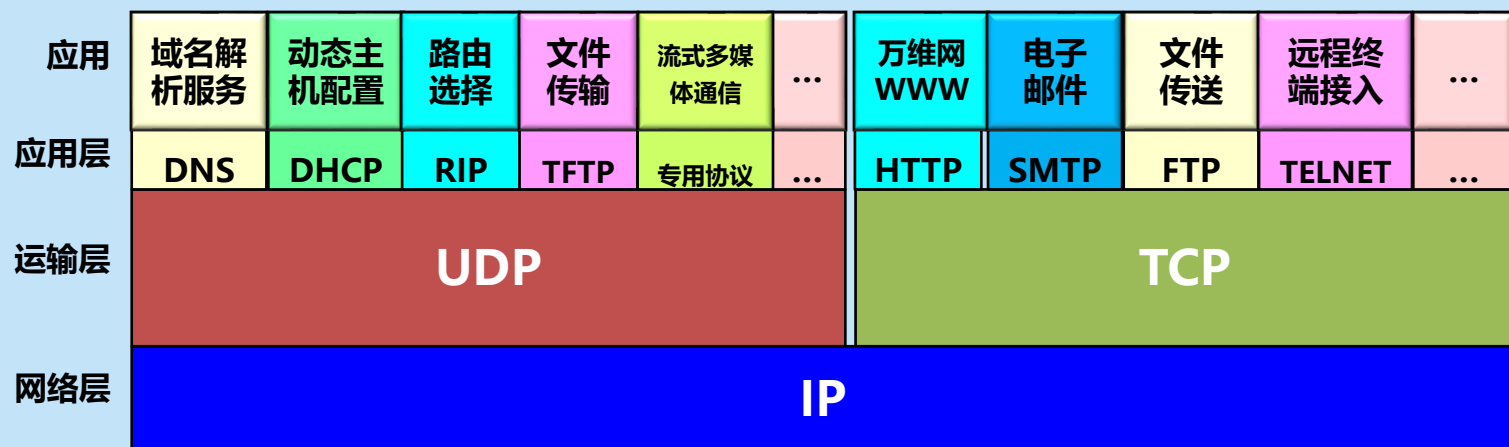 应用
域名解
析服务
动态主
机配置
路由
选择
文件
传输
流式多媒
体通信
...
万维网
WWW
电子
邮件
文件
传送
远程终
端接入
...
应用层
DNS
DHCP
RIP
TFTP
专用协议
...
HTTP
SMTP
FTP
TELNET
...
运输层
UDP
TCP
网络层
IP